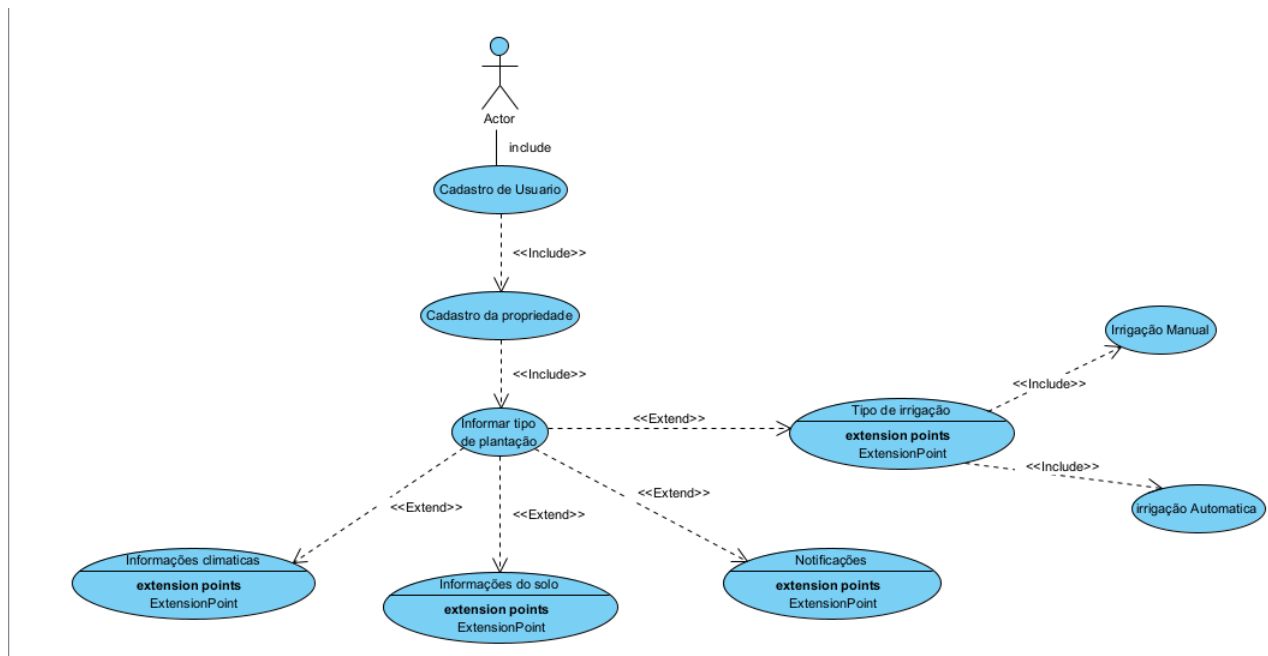 Actor
include
Cadastro de Usuario
<<Include>>
Cadastro da propriedade
<<Include>>
Irrigação Manual
<<Include>>
Informar tipo
de plantação
<<Extend>>
Tipo de irrigação
extension points
ExtensionPoint
<<Include>>
irrigação Automatica
<<Extend>>
<<Extend>>
<<Extend>>
Informações climaticas
extension points
ExtensionPoint
Informações do solo
extension points
ExtensionPoint
Notificações
extension points
ExtensionPoint